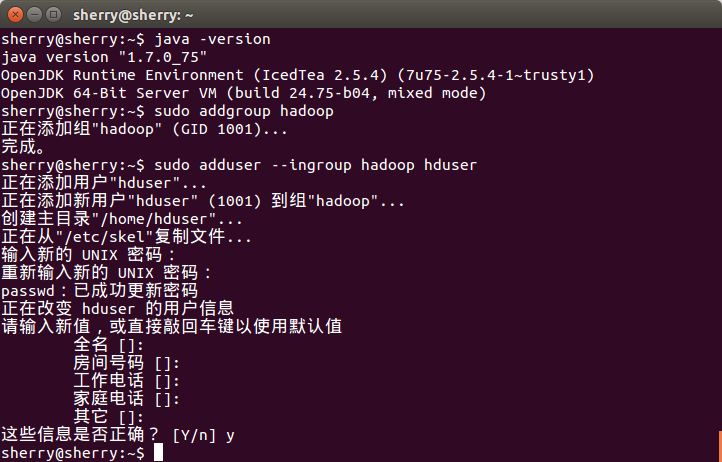 sherry@sherry: ~
sherry@sherry:~$ java -version
java version "1.7.0_75"
OpenJDK Runtime Environment (IcedTea 2.5.4) (7u75-2.5.4-1~trusty1)
OpenJDK 64-Bit Server VM (build 24.75-b04, mixed mode)
sherry@sherry:~$ sudo addgroup hadoop
正在添加组"hadoop" (GID 1001)...
完成。
sherry@sherry:~$ sudo adduser --ingroup hadoop hduser
正在添加用户"hduser"...
正在添加新用户"hduser" (1001) 到组"hadoop"...
创建主目录"/home/hduser"...
正在从"/etc/skel"复制文件...
输入新的 UNIX 密码：
重新输入新的 UNIX 密码：
passwd：已成功更新密码
正在改变 hduser 的用户信息
请输入新值，或直接敲回车键以使用默认值
全名 []:
房间号码 []:
工作电话 []:
家庭电话 []:
其它 []:
这些信息是否正确？ [Y/n] y
sherry@sherry:~$